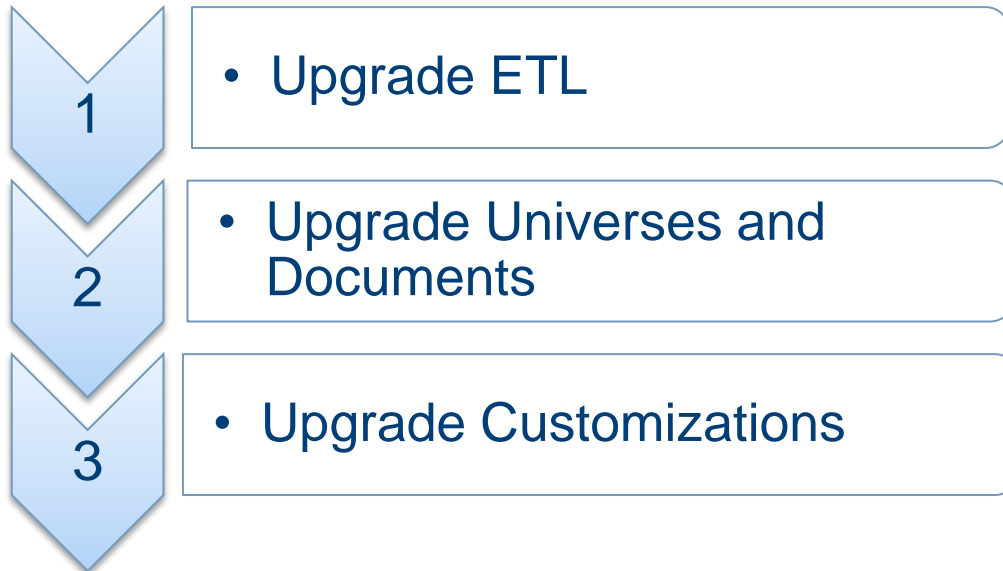 1
• Upgrade ETL
2
• Upgrade Universes and
Documents
3
• Upgrade Customizations